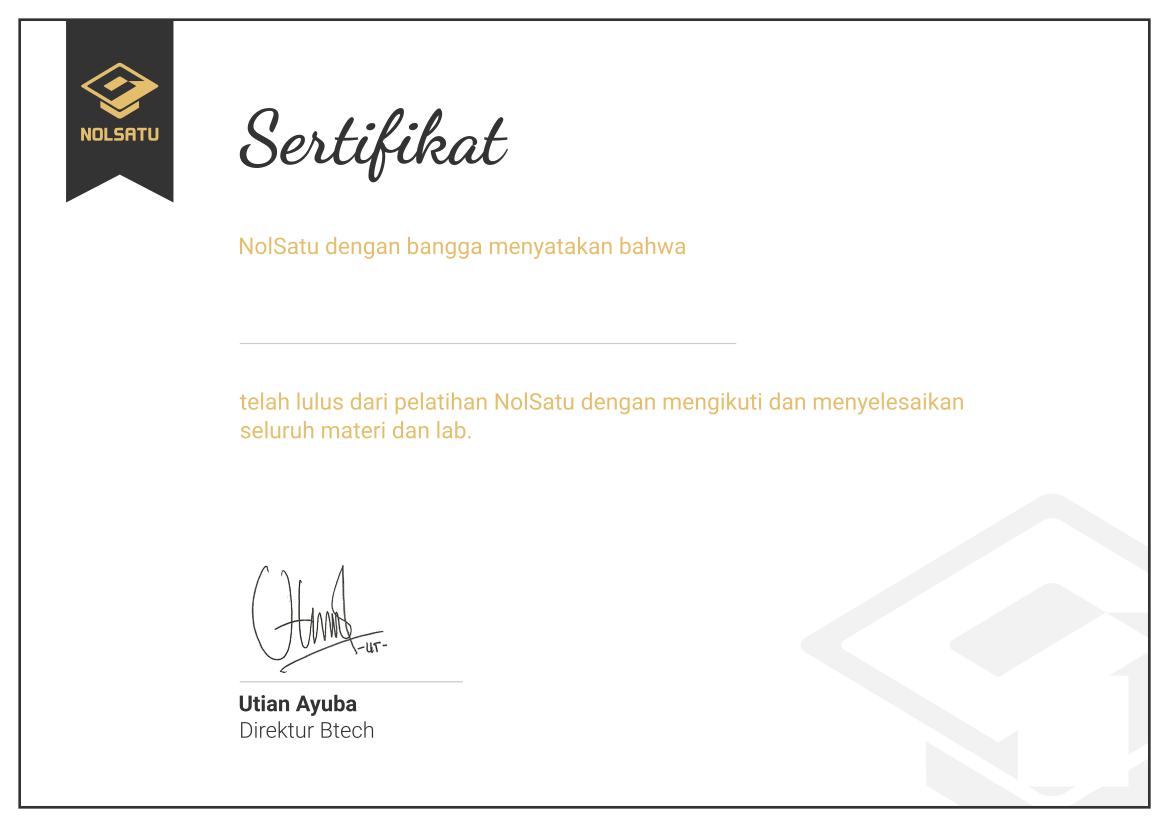 NOLSATU
Sertifikat
NolSatu dengan bangga menyatakan bahwa
telah lulus dari pelatihan NolSatu dengan mengikuti dan menyelesaikan
seluruh materi dan lab.
-UT-
Utian Ayuba
Direktur Btech